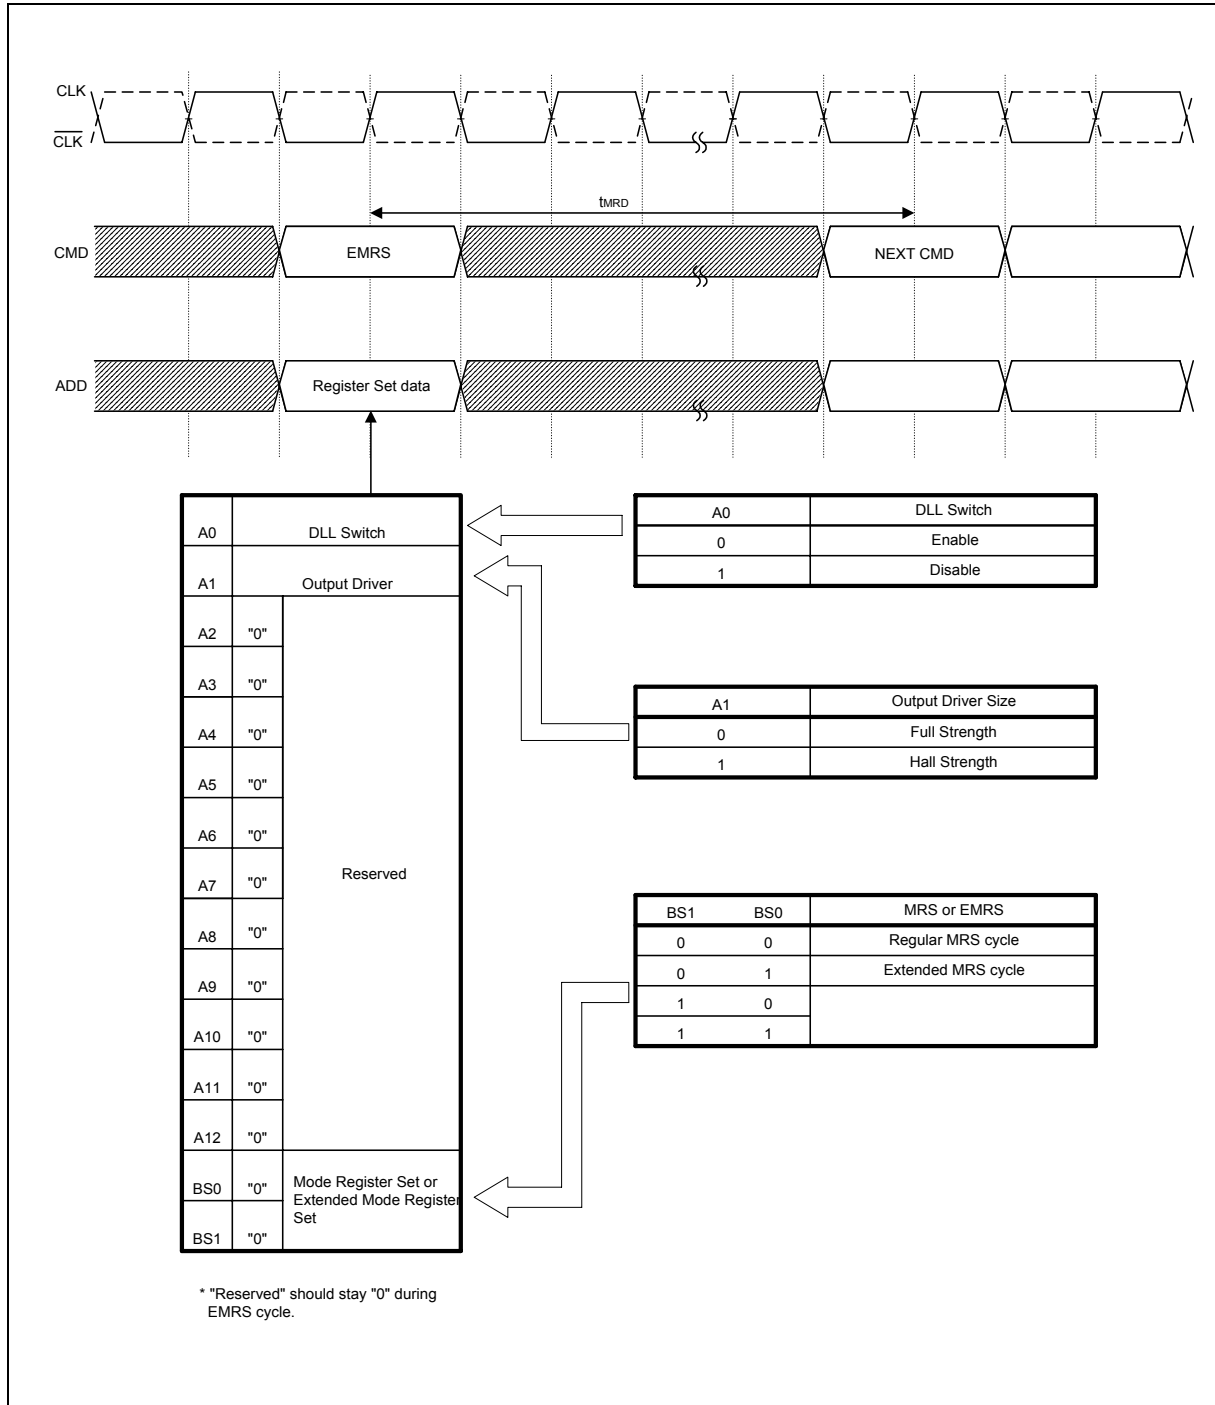 CLK
CLK
tMRD
CMD
EMRS
NEXT CMD
ADD
Register Set data
A0 DLL Switch
A1 Output Driver
A2 "0"
A3 "0"
A4 "0"
A5 "0"
A6 "0"
A7 "0"
Reserved
A8 "0"
A9 "0"
A10 "0"
A11 "0"
A12 "0"
BS0 "0"
BS1 "0"
Mode Register Set or
Extended Mode Register
Set
* "Reserved" should stay "0" during
EMRS cycle.
A0 DLL Switch
0 Enable
1 Disable
A1 Output Driver Size
0 Full Strength
1 Hall Strength
BS1 BS0 MRS or EMRS
0 0 Regular MRS cycle
0 1 Extended MRS cycle
1 0
1 1